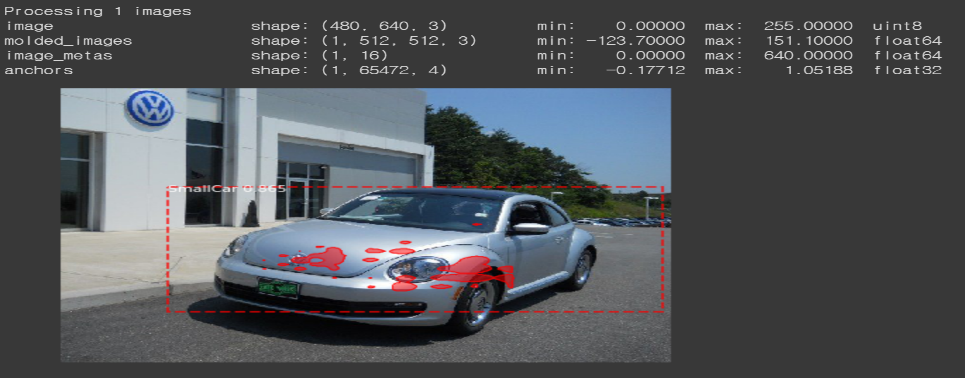 Processing 1 images
image shape: (480, 640, 3) min: 0.00000 max: 255.00000 uint8
molded_images shape: (1, 512, 512, 3) min: -123.70000 max: 151.10000 float64
image_metas shape: (1, 16) min: 0.00000 max: 640.00000 float64
anchors shape: (1, 65472, 4) min: -0.17712 max: 1.05188 float32
SmallCar 0.865